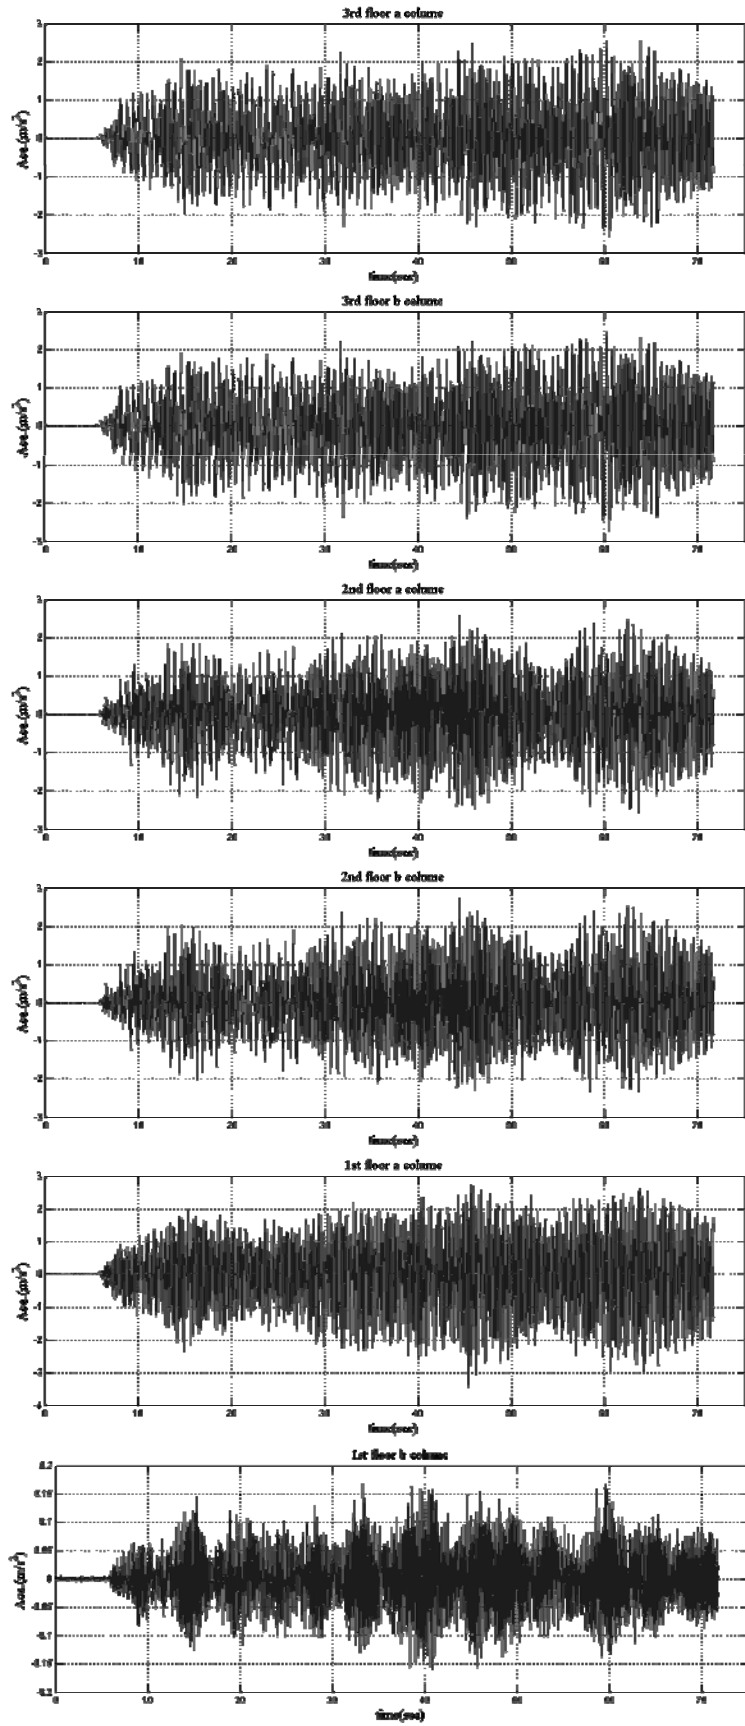 3rd floor a column
3
2
1
0
-1
-2
-3
Acc.(m/s²)
0 10 20 30 40 50 60 70
time(sec)
3rd floor b column
3
2
1
0
-1
-2
-3
Acc.(m/s²)
0 10 20 30 40 50 60 70
time(sec)
2nd floor a column
3
2
1
0
-1
-2
-3
Acc.(m/s²)
0 10 20 30 40 50 60 70
time(sec)
2nd floor b column
3
2
1
0
-1
-2
-3
Acc.(m/s²)
0 10 20 30 40 50 60 70
time(sec)
1st floor a column
3
2
1
0
-1
-2
-3
-4
Acc.(m/s²)
0 10 20 30 40 50 60 70
time(sec)
1st floor b column
0.2
0.15
0.1
0.05
0
-0.05
-0.1
-0.15
-0.2
Acc.(m/s²)
0 10 20 30 40 50 60 70
time(sec)